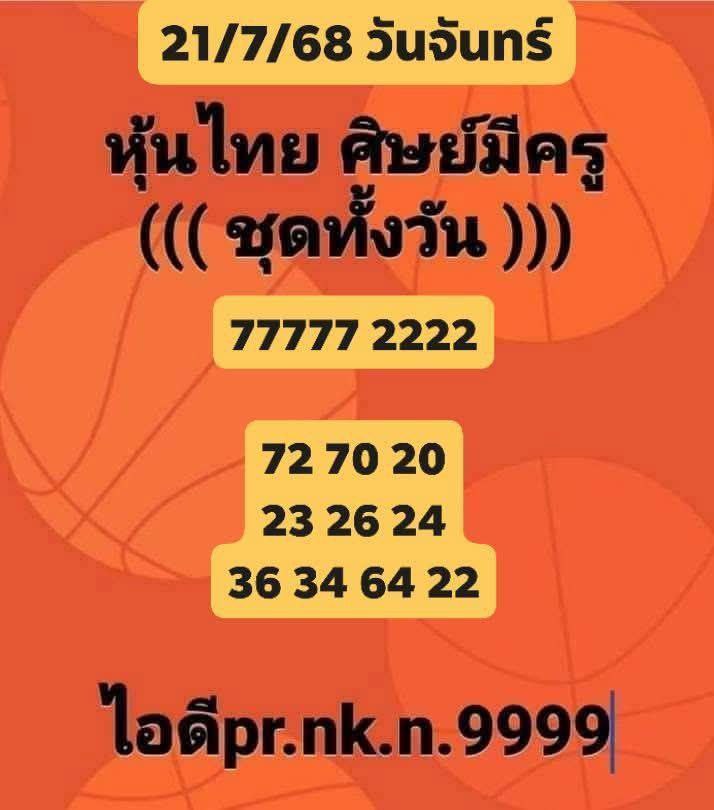 21/7/68 วันจันทร์
หุ้นไทย ศิษย์มีครู
((( ชุดทั้งวัน )))
77777 2222
72 70 20
23 26 24
36 34 64 22
ไอดีpr.nk.n.9999